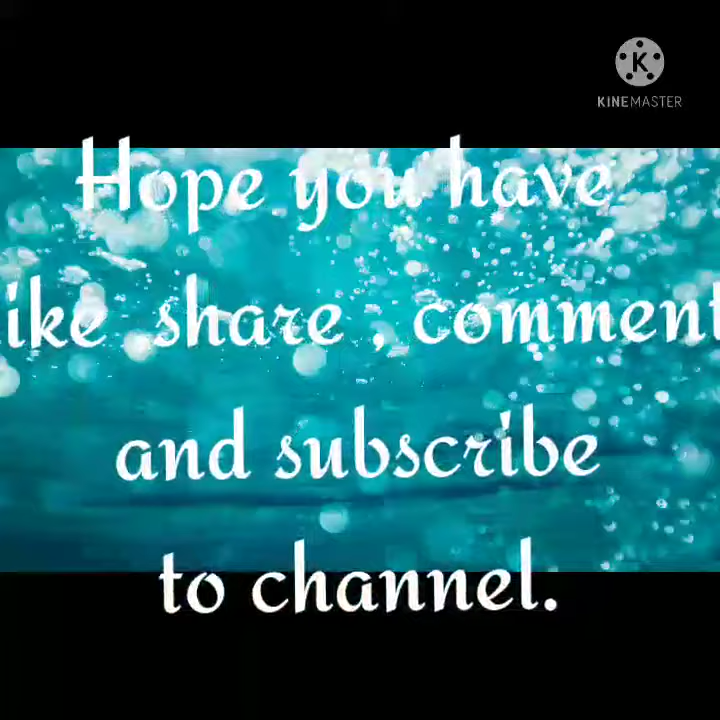 KINEMASTER
Hope you have
ike share , comment
and subscribe
to channel.